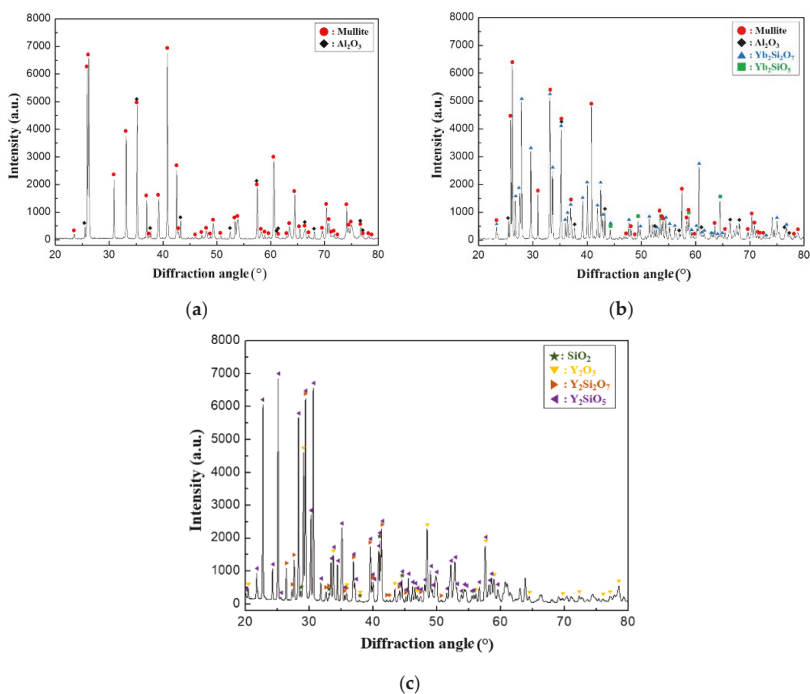 8000
7000
6000
5000
4000
3000
2000
1000
0
Intensity (a.u.)
: Mullite
: Al₂O₃
20 30 40 50 60 70 80
Diffraction angle (°)
(a)
8000
7000
6000
5000
4000
3000
2000
1000
0
Intensity (a.u.)
: Mullite
: Al₂O₃
: Yb₂Si₂O₇
: Yb₂SiO₅
20 30 40 50 60 70 80
Diffraction angle (°)
(b)
8000
7000
6000
5000
4000
3000
2000
1000
0
Intensity (a.u.)
: SiO₂
: Y₂O₃
: Y₂Si₂O₇
: Y₂SiO₅
20 30 40 50 60 70 80
Diffraction angle (°)
(c)